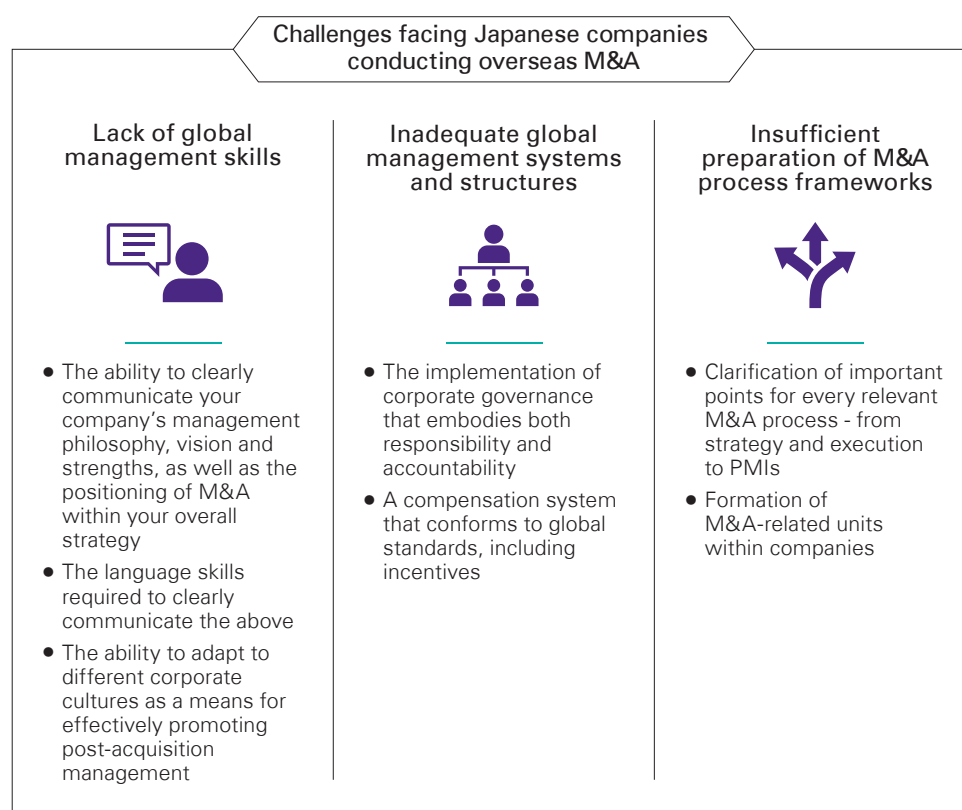 Challenges facing Japanese companies
conducting overseas M&A
Lack of global
management skills
● The ability to clearly
communicate your
company’s management
philosophy, vision and
strengths, as well as the
positioning of M&A
within your overall
strategy
● The language skills
required to clearly
communicate the above
● The ability to adapt to
different corporate
cultures as a means for
effectively promoting
post-acquisition
management
Inadequate global
management systems
and structures
● The implementation of
corporate governance
that embodies both
responsibility and
accountability
● A compensation system
that conforms to global
standards, including
incentives
Insufficient
preparation of M&A
process frameworks
● Clarification of important
points for every relevant
M&A process - from
strategy and execution
to PMIs
● Formation of
M&A-related units
within companies